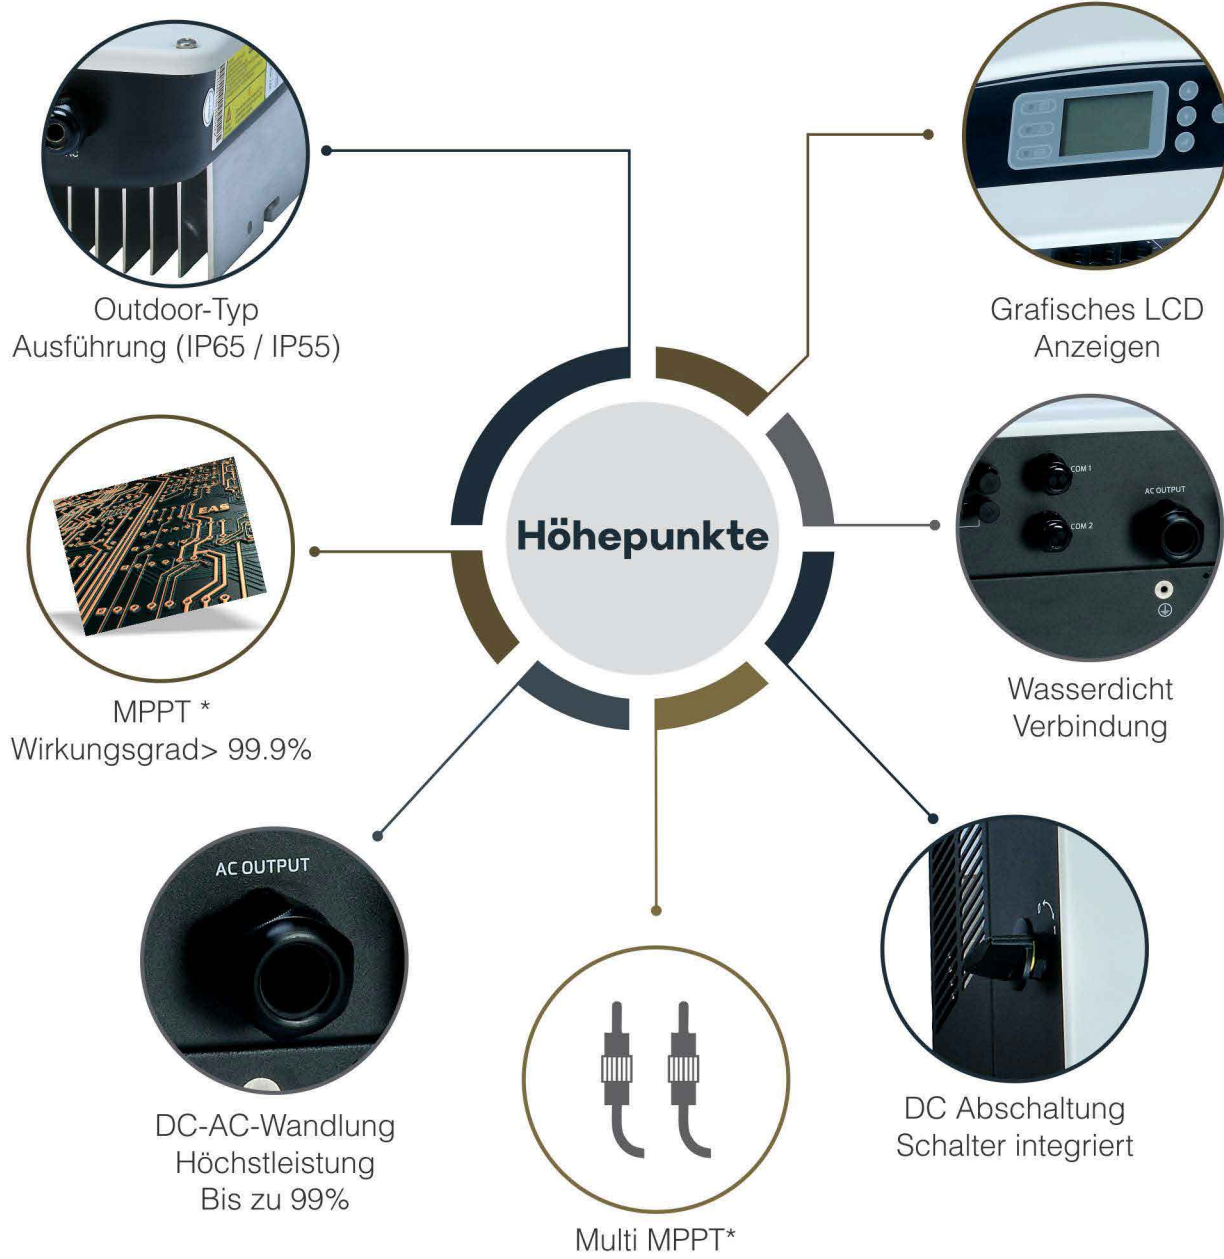 Outdoor-Typ
Ausführung (IP65 / IP55)
Grafisches LCD
Anzeigen
Höhepunkte
EAS
MPPT *
Wirkungsgrad> 99.9%
COM 1
COM 2
AC OUTPUT
Wasserdicht
Verbindung
AC OUTPUT
DC-AC-Wandlung
Höchstleistung
Bis zu 99%
Multi MPPT*
DC Abschaltung
Schalter integriert